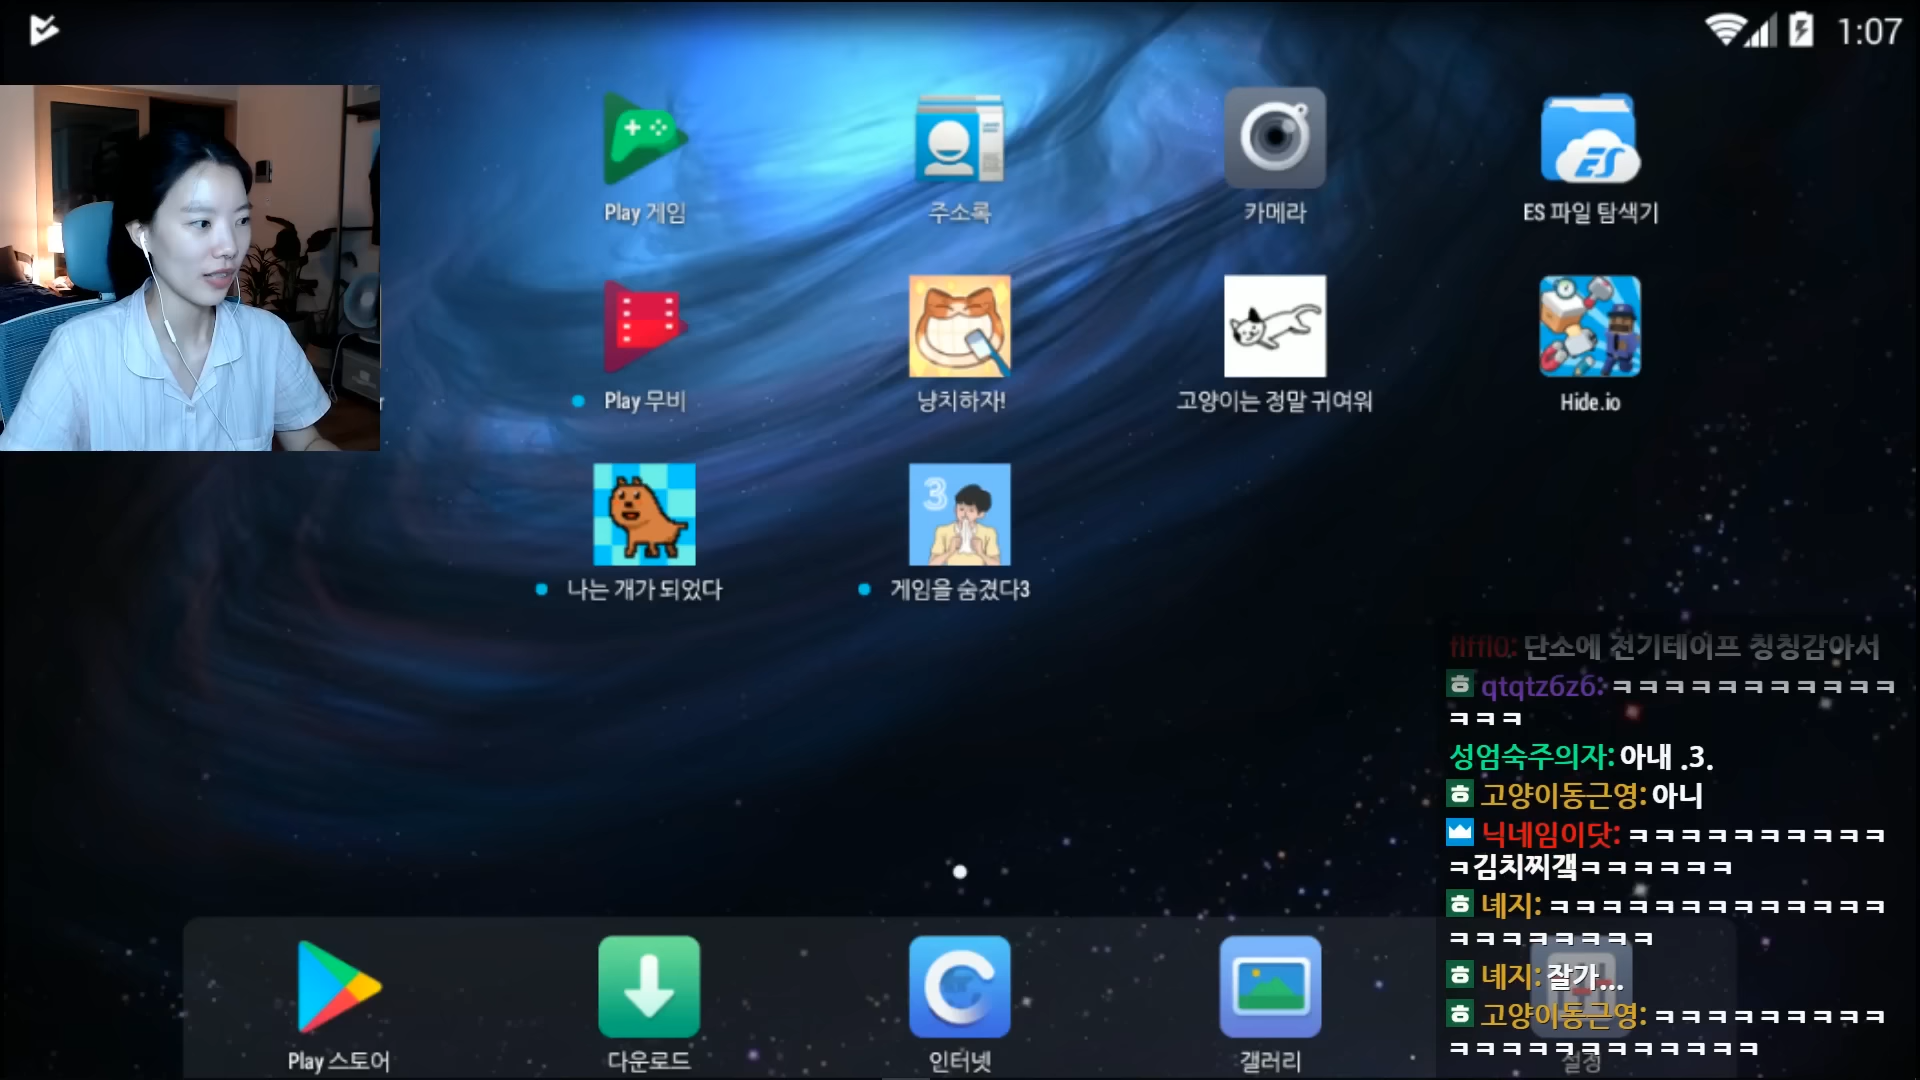 1:07
Play 게임
주소록
카메라
ES 파일 탐색기
Play 무비
냥치하자!
고양이는 정말 귀여워
Hide.io
나는 개가 되었다
3
게임을 숨겼다3
flffl0: 단소에 전기테이프 칭칭감아서
ㅎ qtqtz6z6: ㅋㅋㅋㅋㅋㅋㅋㅋㅋㅋㅋ
ㅋㅋㅋ
성엄숙주의자: 아내 .3.
ㅎ 고양이동근영: 아니
닉네임이닷: ㅋㅋㅋㅋㅋㅋㅋㅋㅋㅋ
ㅋ김치찌갬ㅋㅋㅋㅋㅋㅋ
ㅎ 녜지: ㅋㅋㅋㅋㅋㅋㅋㅋㅋㅋㅋㅋㅋ
ㅋㅋㅋㅋㅋㅋㅋㅋ
ㅎ 녜지: 잘가...
ㅎ 고양이동근영: ㅋㅋㅋㅋㅋㅋㅋㅋㅋ
ㅋㅋㅋㅋㅋㅋㅋㅋㅋㅋㅋㅋ
Play 스토어
다운로드
인터넷
갤러리
설정